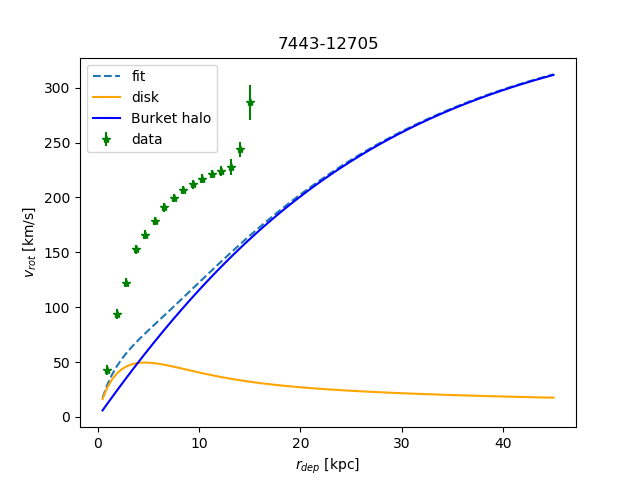 7443-12705
fit
disk
Burket halo
data
300
250
200
150
100
50
0
v_rot [km/s]
0 10 20 30 40
r_dep [kpc]